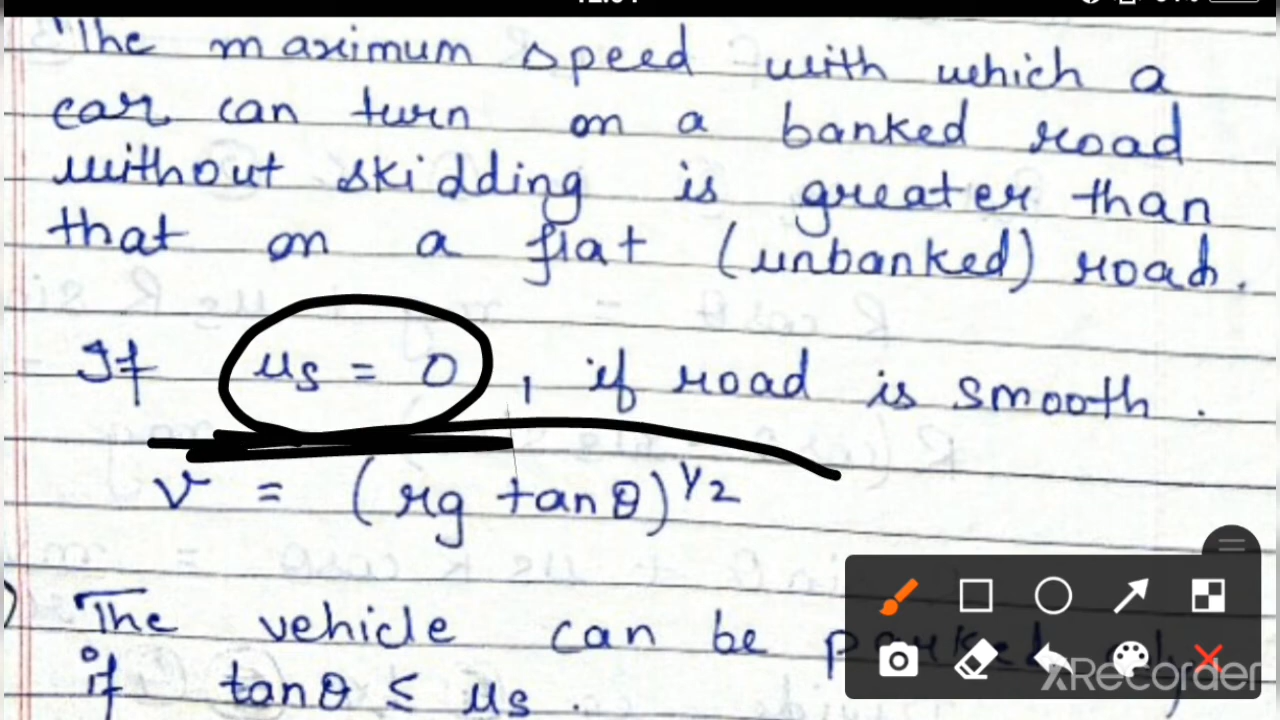 The maximum speed with which a
car can turn on a banked road
without skidding is greater than
that on a flat (unbanked) road.
If μs = 0, if road is smooth.
v = (rg tanθ)^1/2
The vehicle can be parked
if tanθ ≤ μs.
XRecorder